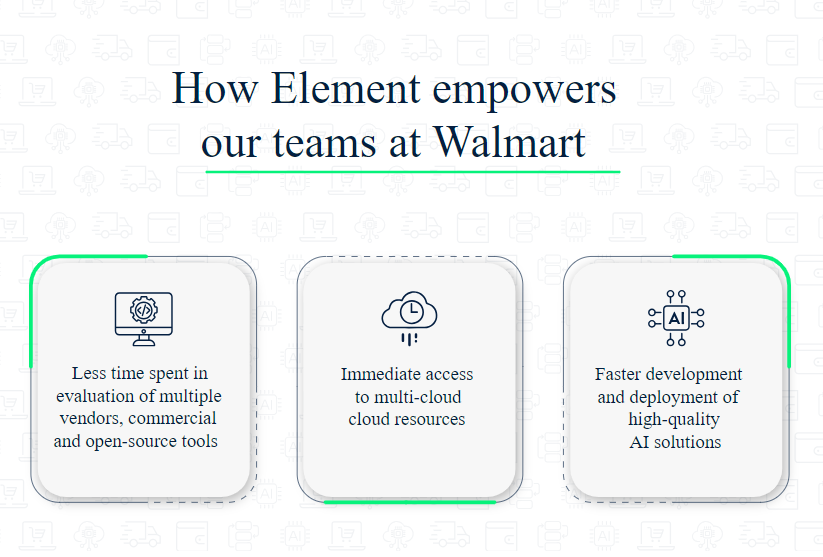 How Element empowers
our teams at Walmart
Less time spent in
evaluation of multiple
vendors, commercial
and open-source tools
Immediate access
to multi-cloud
cloud resources
AI
Faster development
and deployment of
high-quality
AI solutions